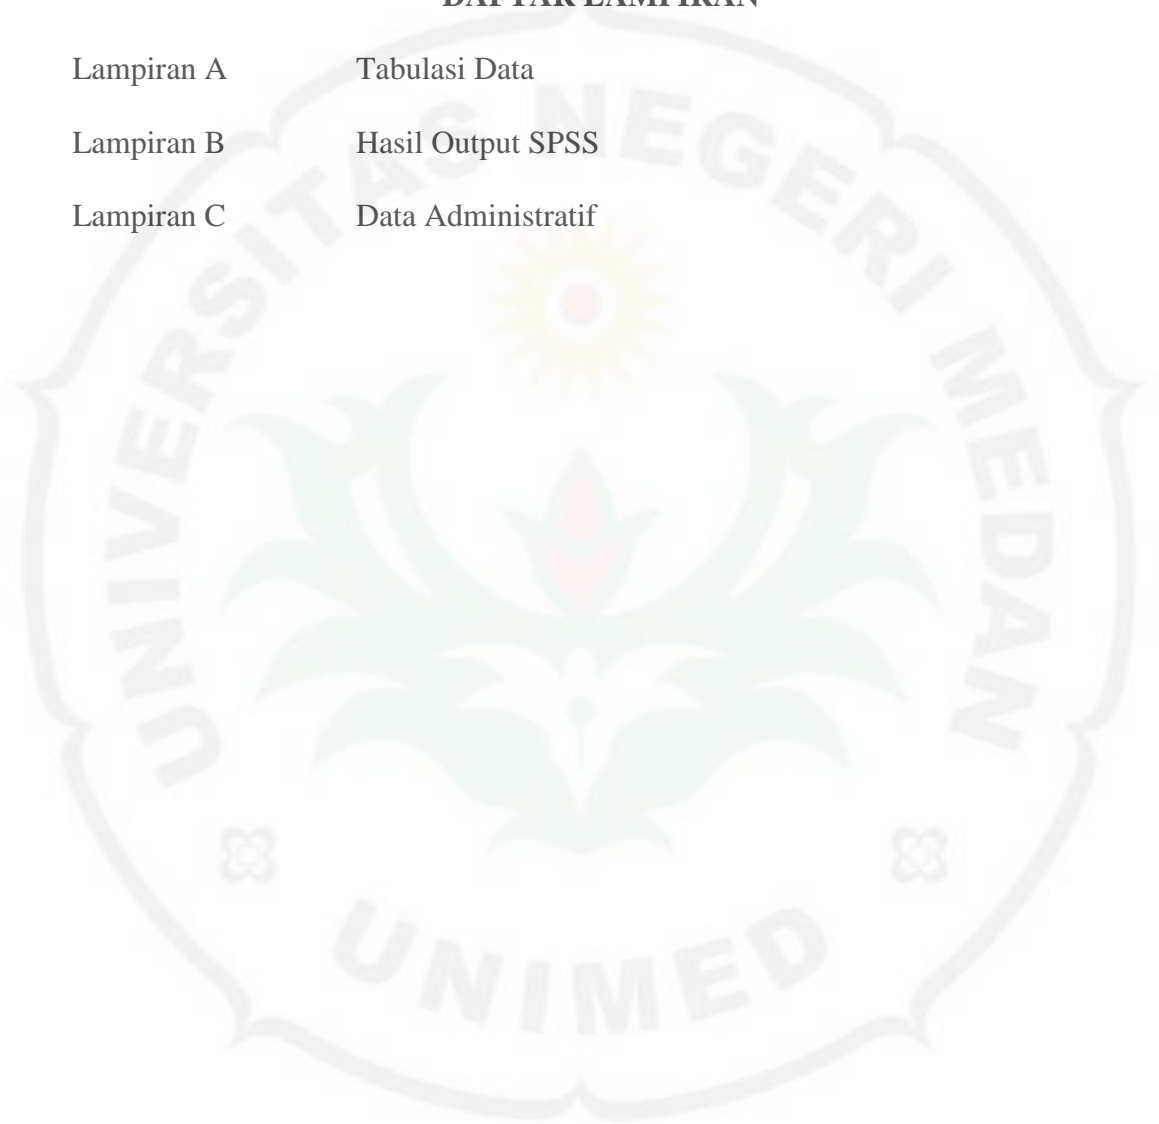 DAFTAR LAMPIRAN
Lampiran A Tabulasi Data
Lampiran B Hasil Output SPSS
Lampiran C Data Administratif
UNIVERSITAS NEGERI MEDAN
UNIMED